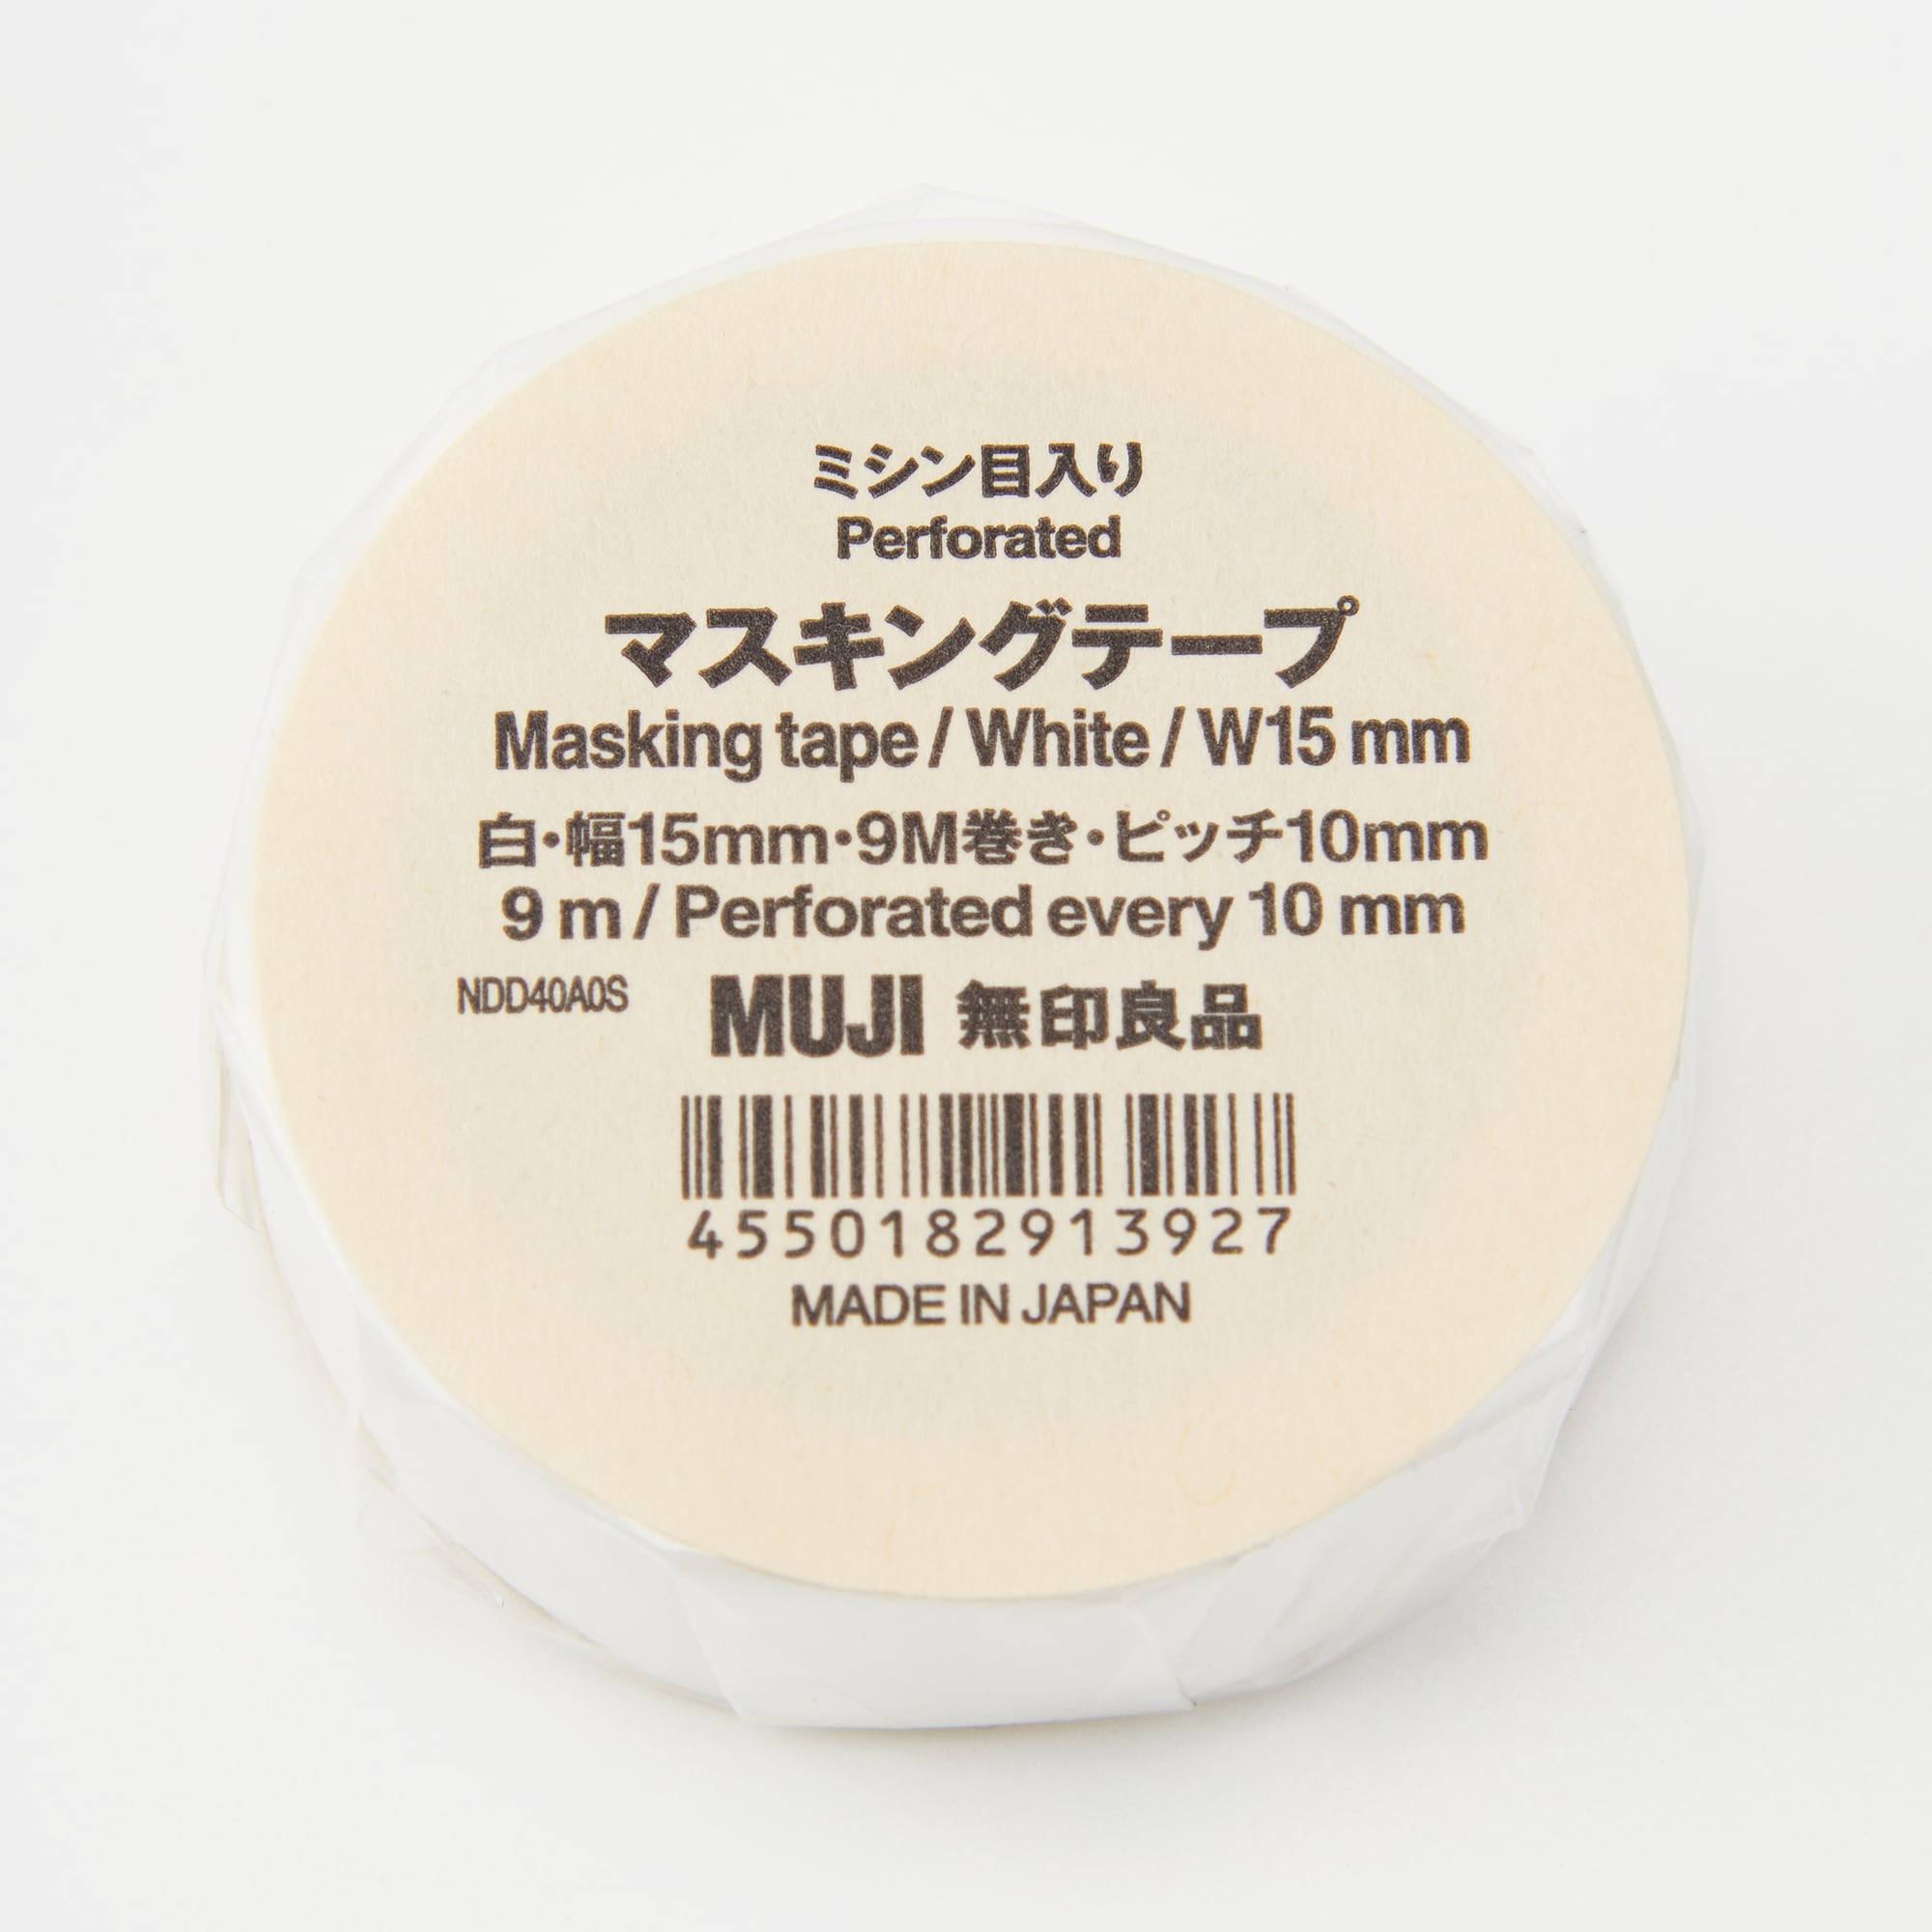 ミシン目入り
Perforated
マスキングテープ
Masking tape / White / W15 mm
白・幅15mm・9M巻き・ピッチ10mm
9 m / Perforated every 10 mm
NDD40A0S MUJI 無印良品
4550182913927
MADE IN JAPAN